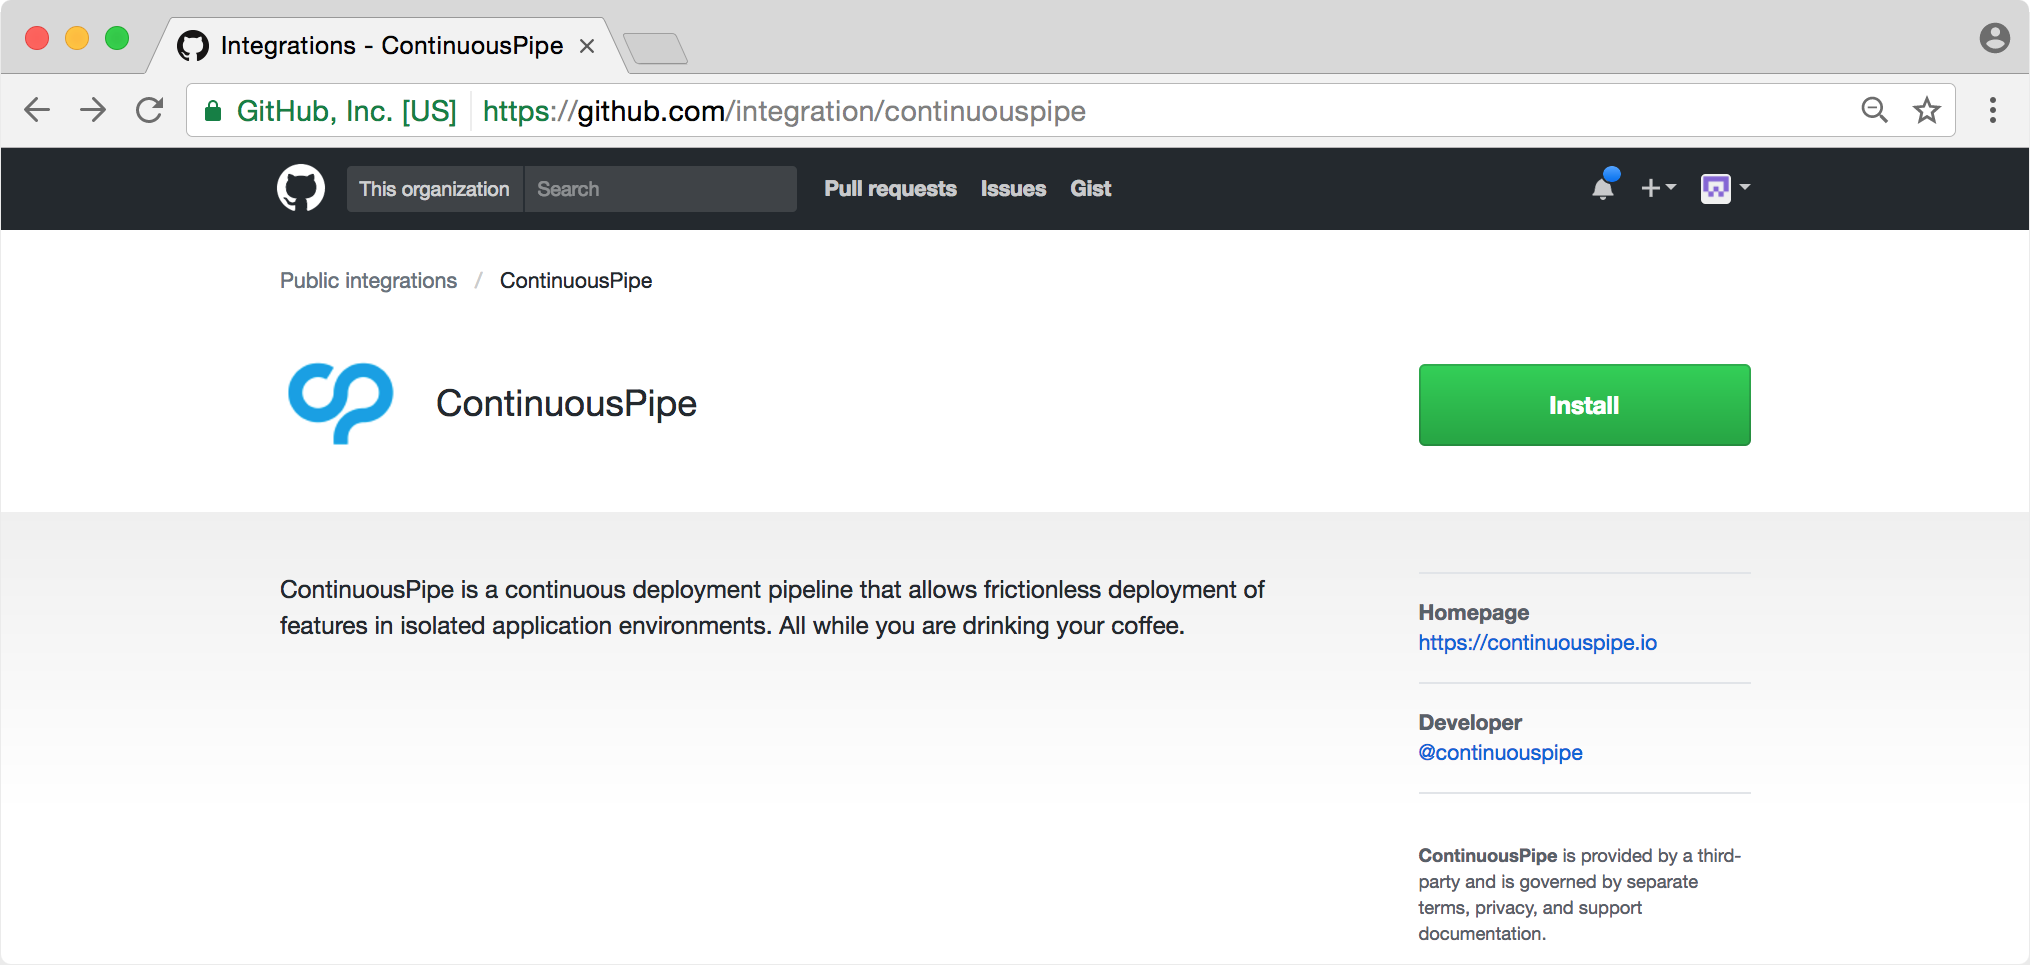 Integrations - ContinuousPipe
GitHub, Inc. [US] https://github.com/integration/continuouspipe
This organization Search Pull requests Issues Gist
Public integrations / ContinuousPipe
ContinuousPipe
Install
ContinuousPipe is a continuous deployment pipeline that allows frictionless deployment of
features in isolated application environments. All while you are drinking your coffee.
Homepage
https://continuouspipe.io
Developer
@continuouspipe
ContinuousPipe is provided by a third-
party and is governed by separate
terms, privacy, and support
documentation.